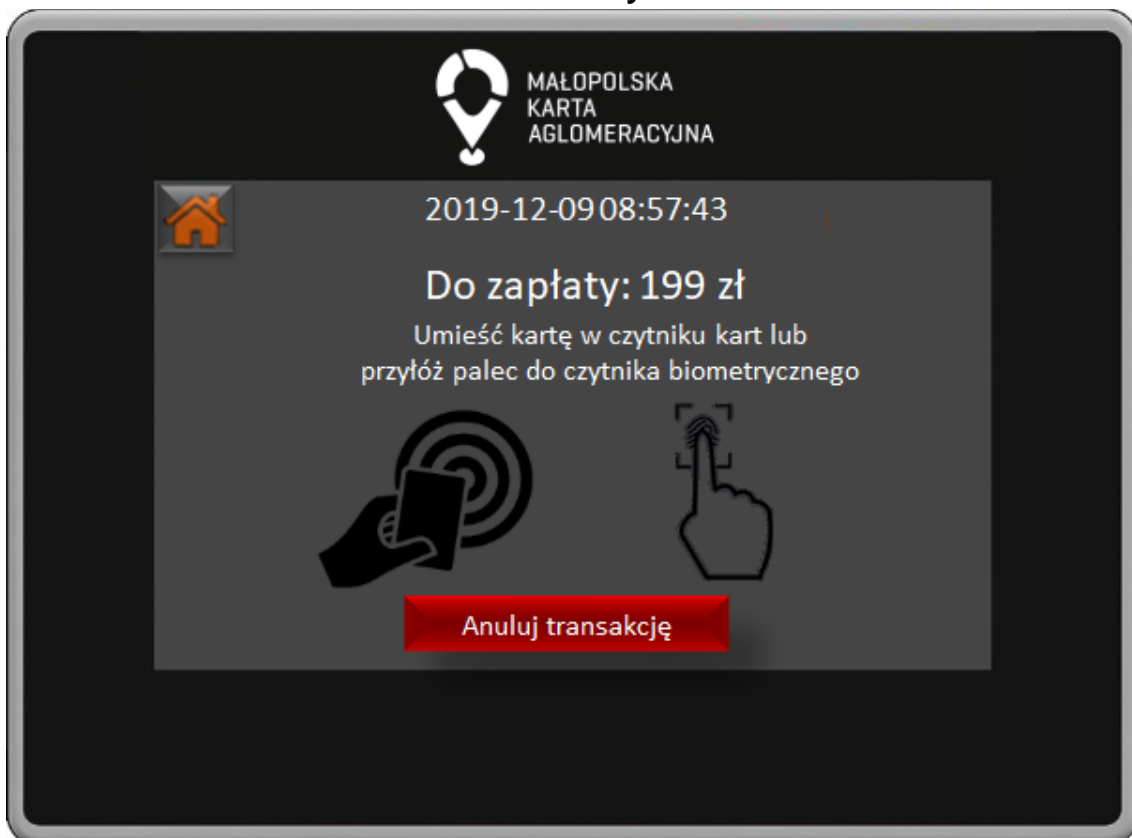 MAŁOPOLSKA
KARTA
AGLOMERACYJNA
2019-12-09 08:57:43
Do zapłaty: 199 zł
Umieść kartę w czytniku kart lub
przyłóż palec do czytnika biometrycznego
Anuluj transakcję